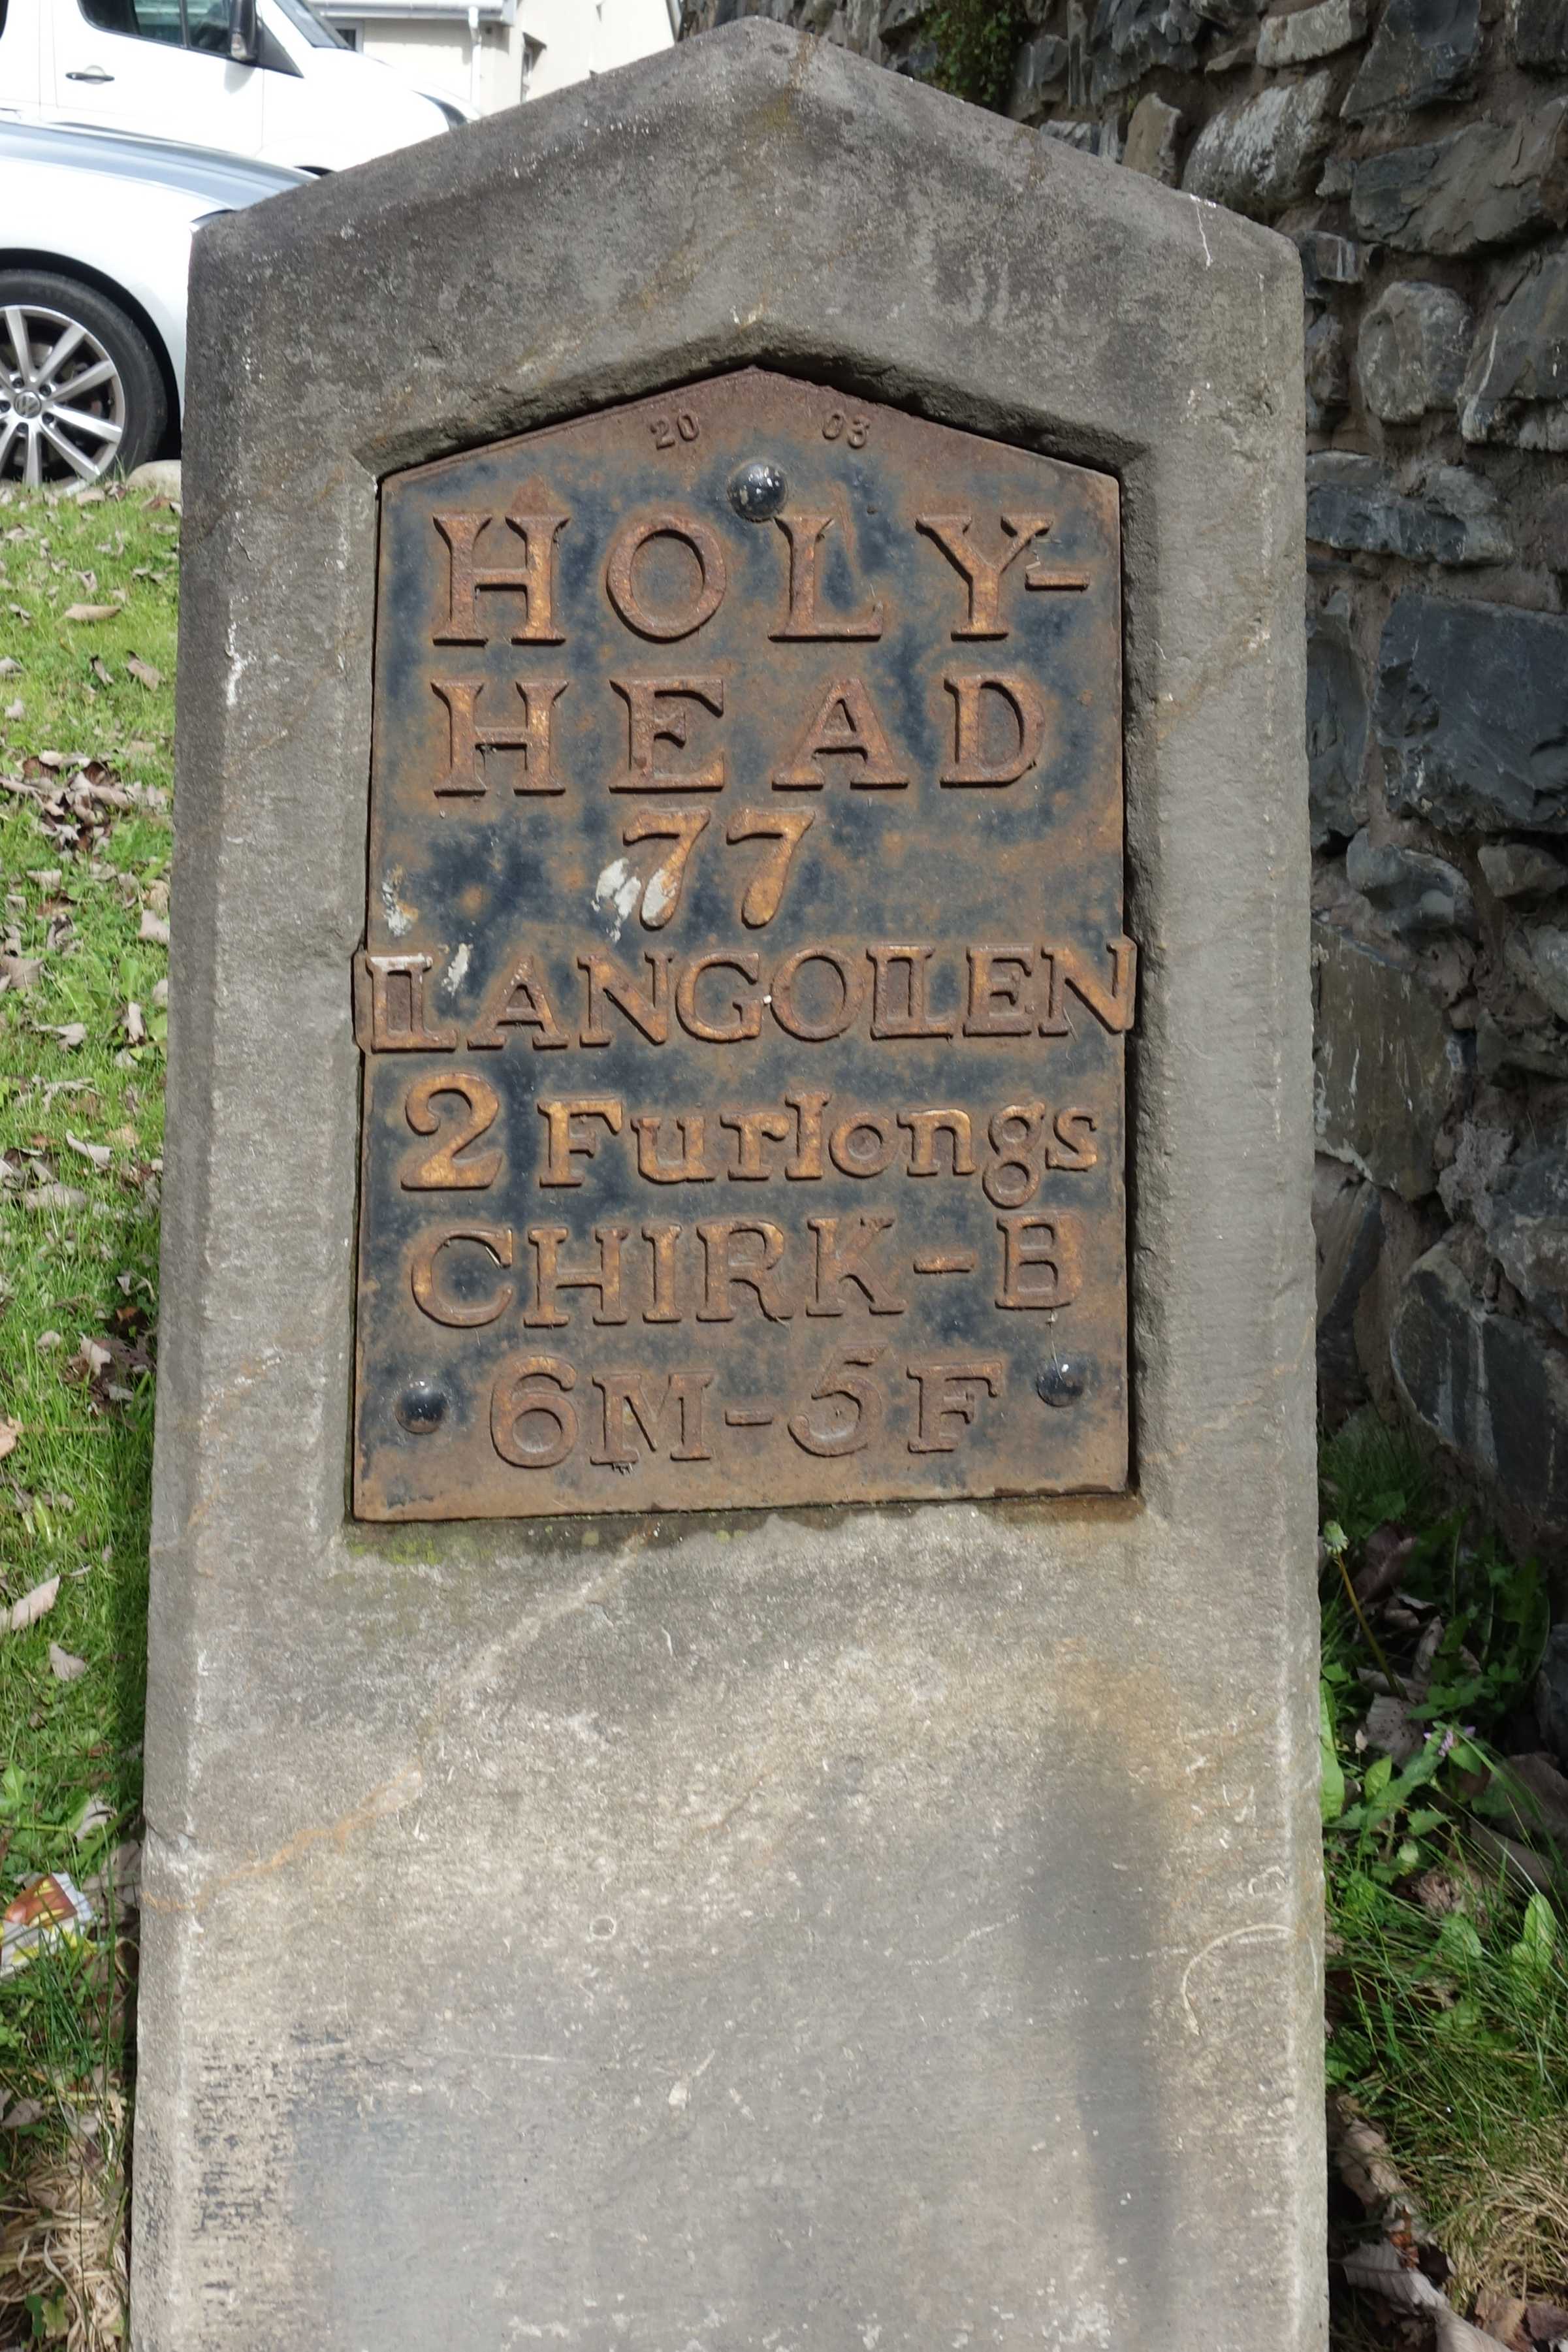 20 03
HOLY-
HEAD
77
LLANGOLLEN
2 Furlongs
CHIRK-B
6M-5F